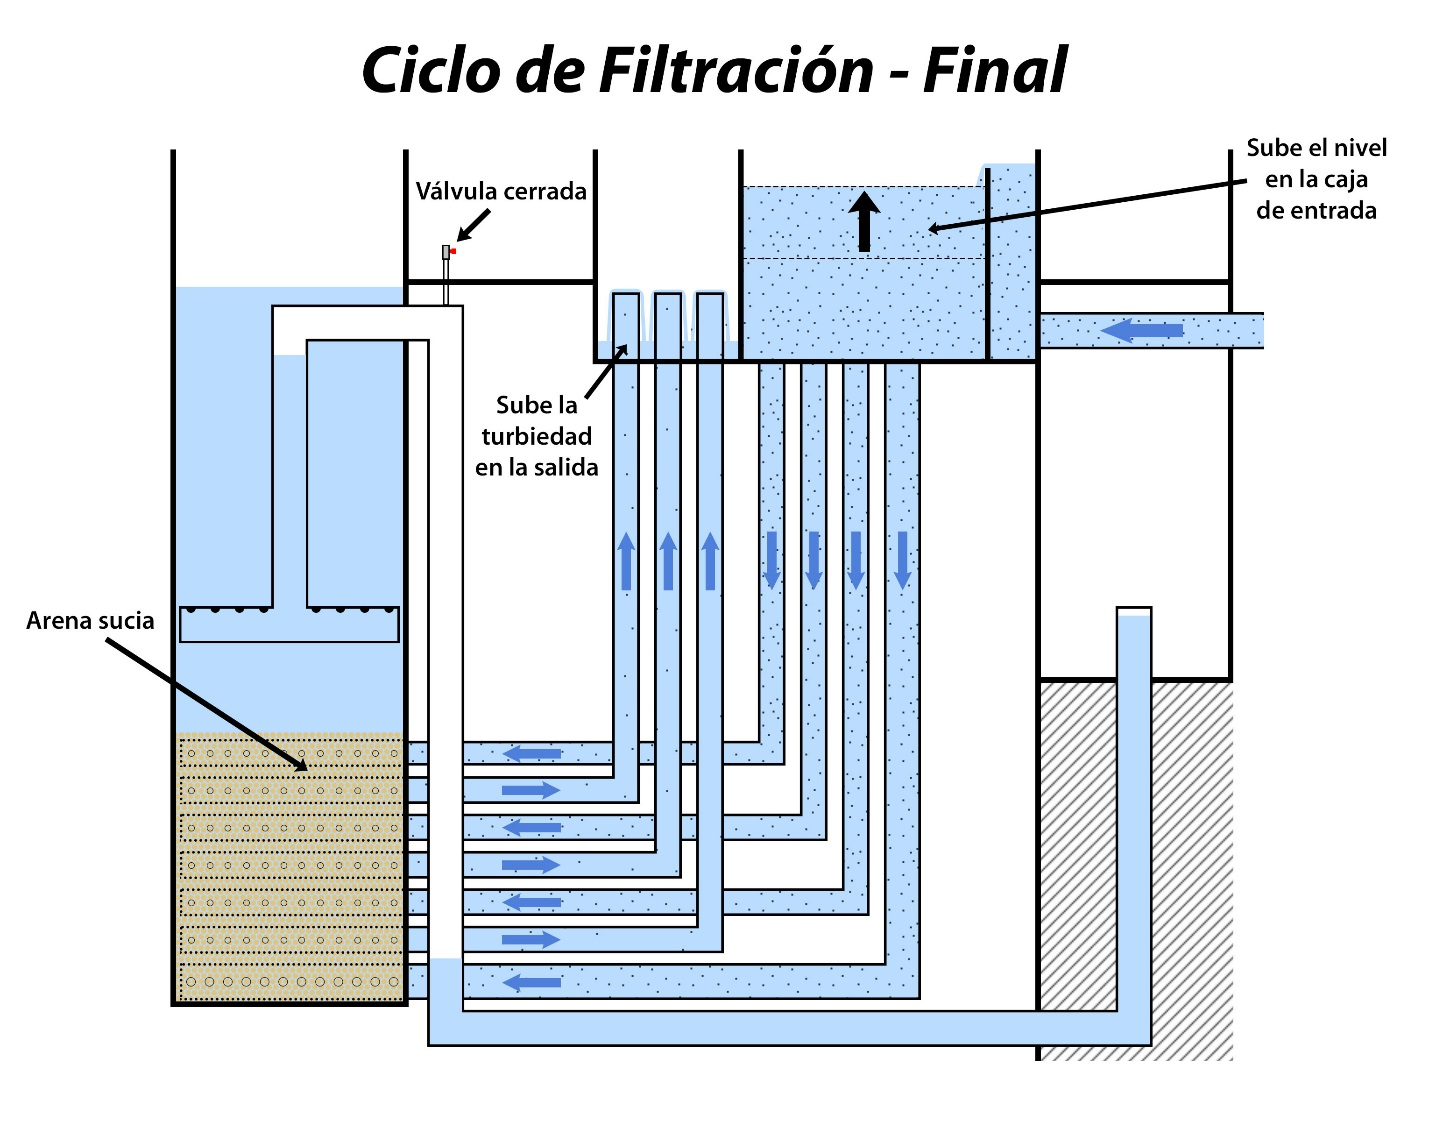 Ciclo de Filtración - Final
Sube el nivel
en la caja
de entrada
Válvula cerrada
Sube la
turbiedad
en la salida
Arena sucia